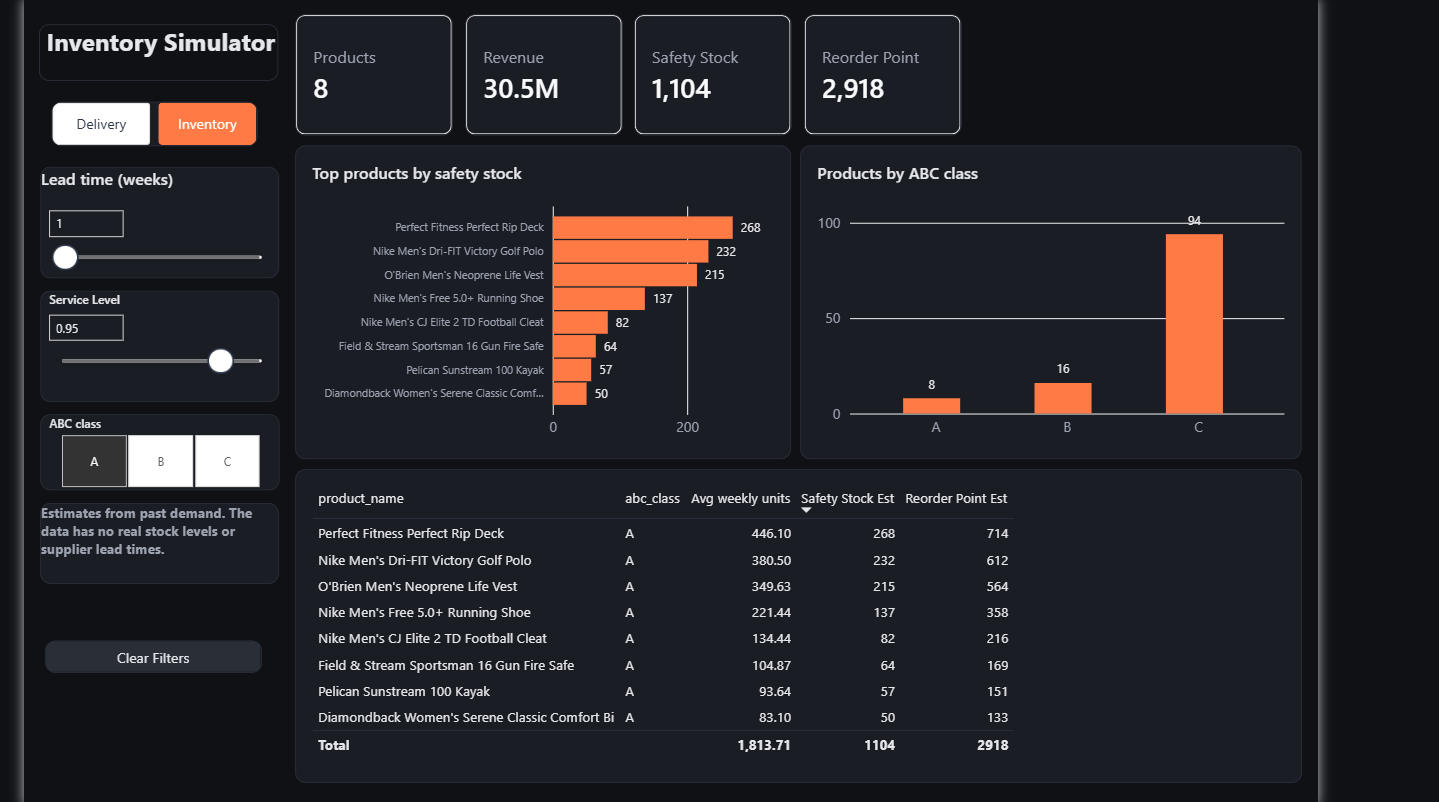 Inventory Simulator
Delivery
Inventory
Lead time (weeks)
1
Service Level
0.95
ABC class
A
B
C
Estimates from past demand. The
data has no real stock levels or
supplier lead times.
Clear Filters
Products
8
Revenue
30.5M
Safety Stock
1,104
Reorder Point
2,918
Top products by safety stock
Perfect Fitness Perfect Rip Deck 268
Nike Men's Dri-FIT Victory Golf Polo 232
O'Brien Men's Neoprene Life Vest 215
Nike Men's Free 5.0+ Running Shoe 137
Nike Men's CJ Elite 2 TD Football Cleat 82
Field & Stream Sportsman 16 Gun Fire Safe 64
Pelican Sunstream 100 Kayak 57
Diamondback Women's Serene Classic Comf... 50
0 200
Products by ABC class
100
50
0
8
16
94
A B C
product_name abc_class Avg weekly units Safety Stock Est Reorder Point Est
Perfect Fitness Perfect Rip Deck A 446.10 268 714
Nike Men's Dri-FIT Victory Golf Polo A 380.50 232 612
O'Brien Men's Neoprene Life Vest A 349.63 215 564
Nike Men's Free 5.0+ Running Shoe A 221.44 137 358
Nike Men's CJ Elite 2 TD Football Cleat A 134.44 82 216
Field & Stream Sportsman 16 Gun Fire Safe A 104.87 64 169
Pelican Sunstream 100 Kayak A 93.64 57 151
Diamondback Women's Serene Classic Comfort Bi A 83.10 50 133
Total 1,813.71 1104 2918